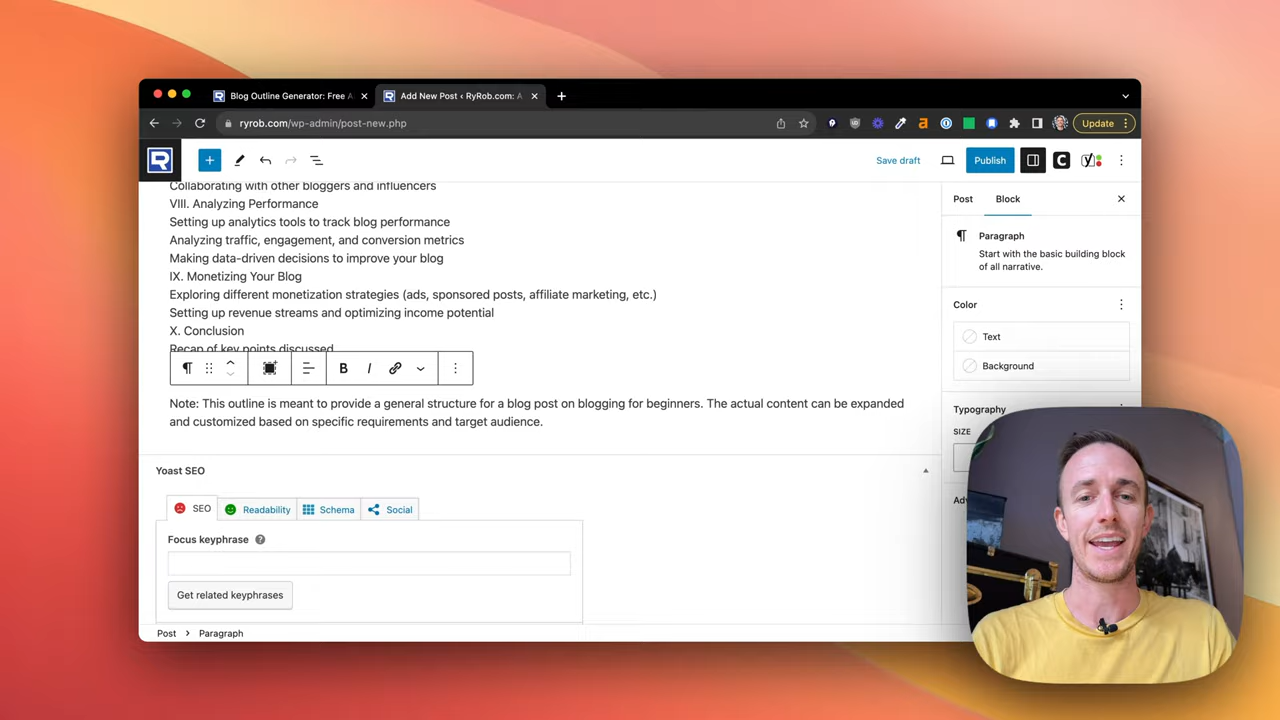 Blog Outline Generator: Free A
Add New Post ‹ RyRob.com: A
ryrob.com/wp-admin/post-new.php
Update
Save draft
Publish
Collaborating with other bloggers and influencers
VIII. Analyzing Performance
Setting up analytics tools to track blog performance
Analyzing traffic, engagement, and conversion metrics
Making data-driven decisions to improve your blog
IX. Monetizing Your Blog
Exploring different monetization strategies (ads, sponsored posts, affiliate marketing, etc.)
Setting up revenue streams and optimizing income potential
X. Conclusion
Recap of key points discussed
B I
Note: This outline is meant to provide a general structure for a blog post on blogging for beginners. The actual content can be expanded
and customized based on specific requirements and target audience.
Yoast SEO
SEO Readability Schema Social
Focus keyphrase ?
Get related keyphrases
Post > Paragraph
Post Block
Paragraph
Start with the basic building block
of all narrative.
Color
Text
Background
Typography
SIZE